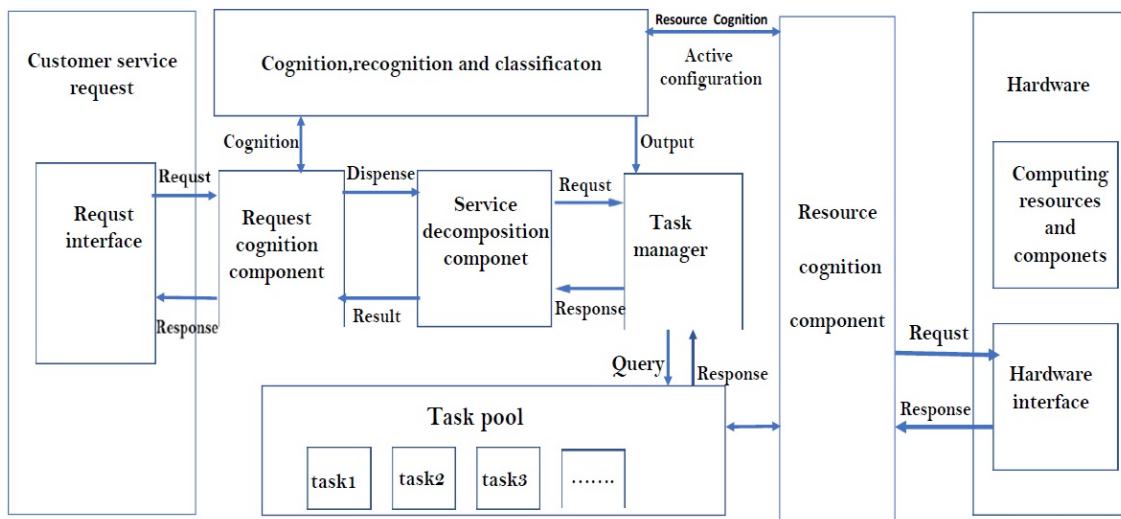 Customer service
request
Cognition,recognition and classificaton
Resource Cognition
Active
configuration
Hardware
Cognition
Output
Requst
interface
Requst
Response
Request
cognition
component
Dispense
Result
Service
decomposition
componet
Requst
Response
Task
manager
Resource
cognition
component
Computing
resources
and
componets
Requst
Response
Hardware
interface
Query
Response
Task pool
task1
task2
task3
.......